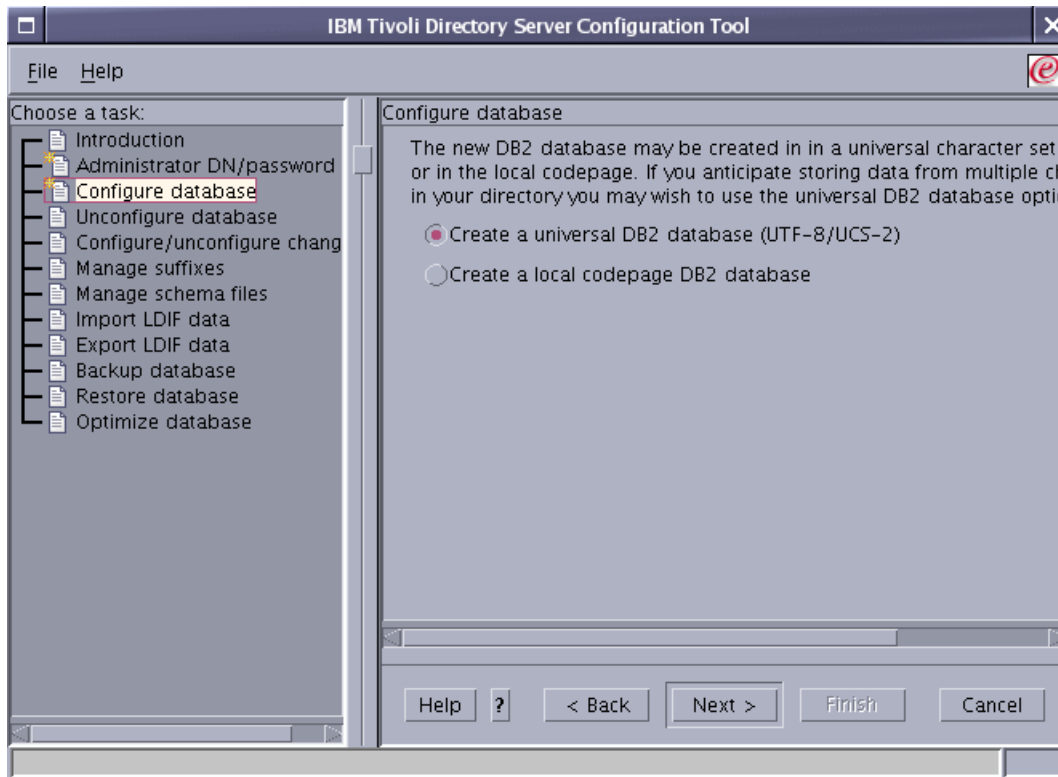 IBM Tivoli Directory Server Configuration Tool
File Help
Choose a task:
Introduction
Administrator DN/password
Configure database
Unconfigure database
Configure/unconfigure chang
Manage suffixes
Manage schema files
Import LDIF data
Export LDIF data
Backup database
Restore database
Optimize database
Configure database
The new DB2 database may be created in in a universal character set
or in the local codepage. If you anticipate storing data from multiple c
in your directory you may wish to use the universal DB2 database opti
Create a universal DB2 database (UTF-8/UCS-2)
Create a local codepage DB2 database
Help ? < Back Next > Finish Cancel